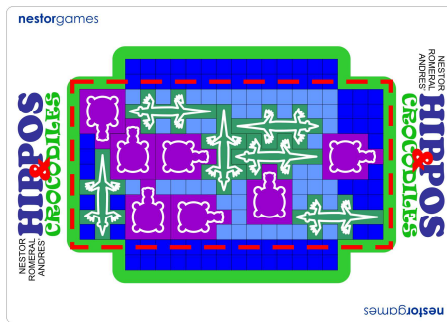 nestorgames
NESTOR
ROMERAL
ANDRES'
HIPPOS
&
CROCODILES
NESTOR
ROMERAL
ANDRES'
HIPPOS
&
CROCODILES
nestorgames